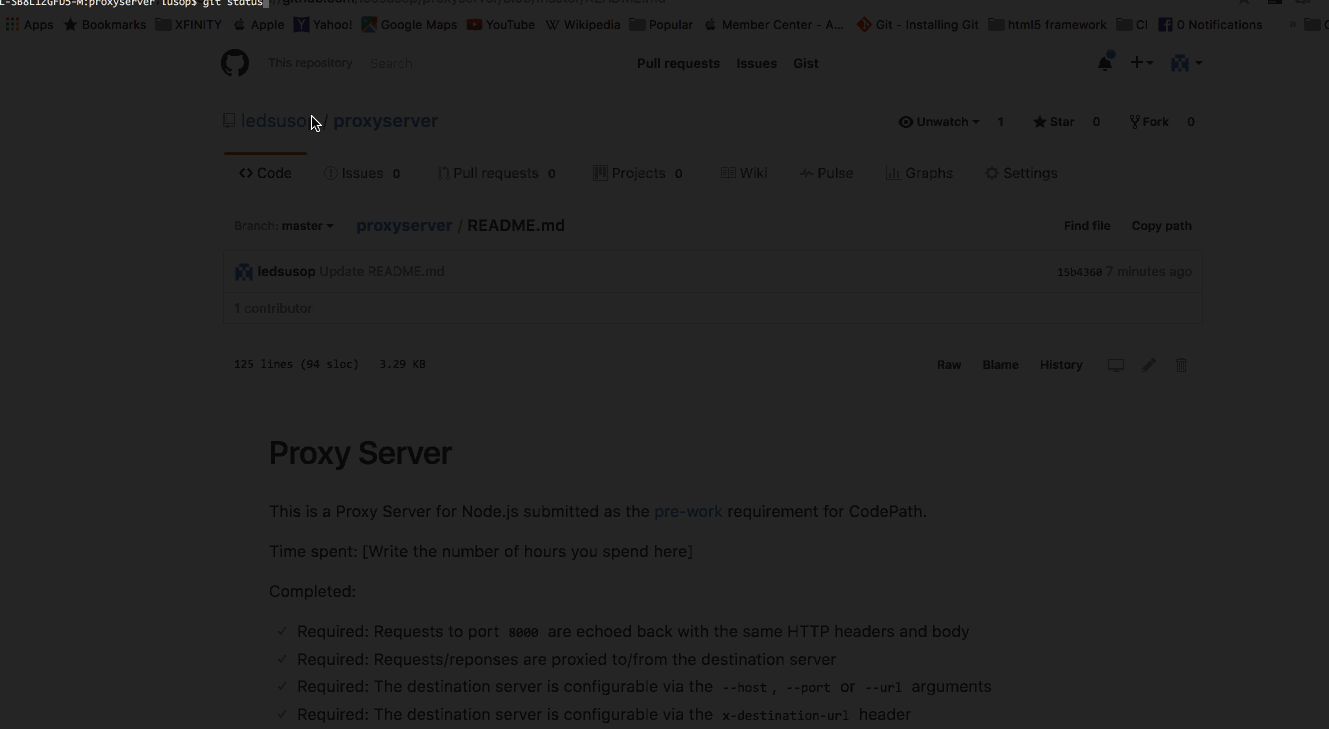 L-SB8L12GFD5-M:proxyserver lusop$ git status
Apps Bookmarks XFINITY Apple Yahoo! Google Maps YouTube Wikipedia Popular Member Center - A... Git - Installing Git html5 framework CI 0 Notifications »
This repository Search Pull requests Issues Gist
ledsusop / proxyserver Unwatch 1 Star 0 Fork 0
<> Code Issues 0 Pull requests 0 Projects 0 Wiki Pulse Graphs Settings
Branch: master proxyserver / README.md Find file Copy path
ledsusop Update README.md 15b4360 7 minutes ago
1 contributor
125 lines (94 sloc) 3.29 KB Raw Blame History
Proxy Server
This is a Proxy Server for Node.js submitted as the pre-work requirement for CodePath.
Time spent: [Write the number of hours you spend here]
Completed:
✓ Required: Requests to port 8000 are echoed back with the same HTTP headers and body
✓ Required: Requests/reponses are proxied to/from the destination server
✓ Required: The destination server is configurable via the --host, --port or --url arguments
✓ Required: The destination server is configurable via the x-destination-url header